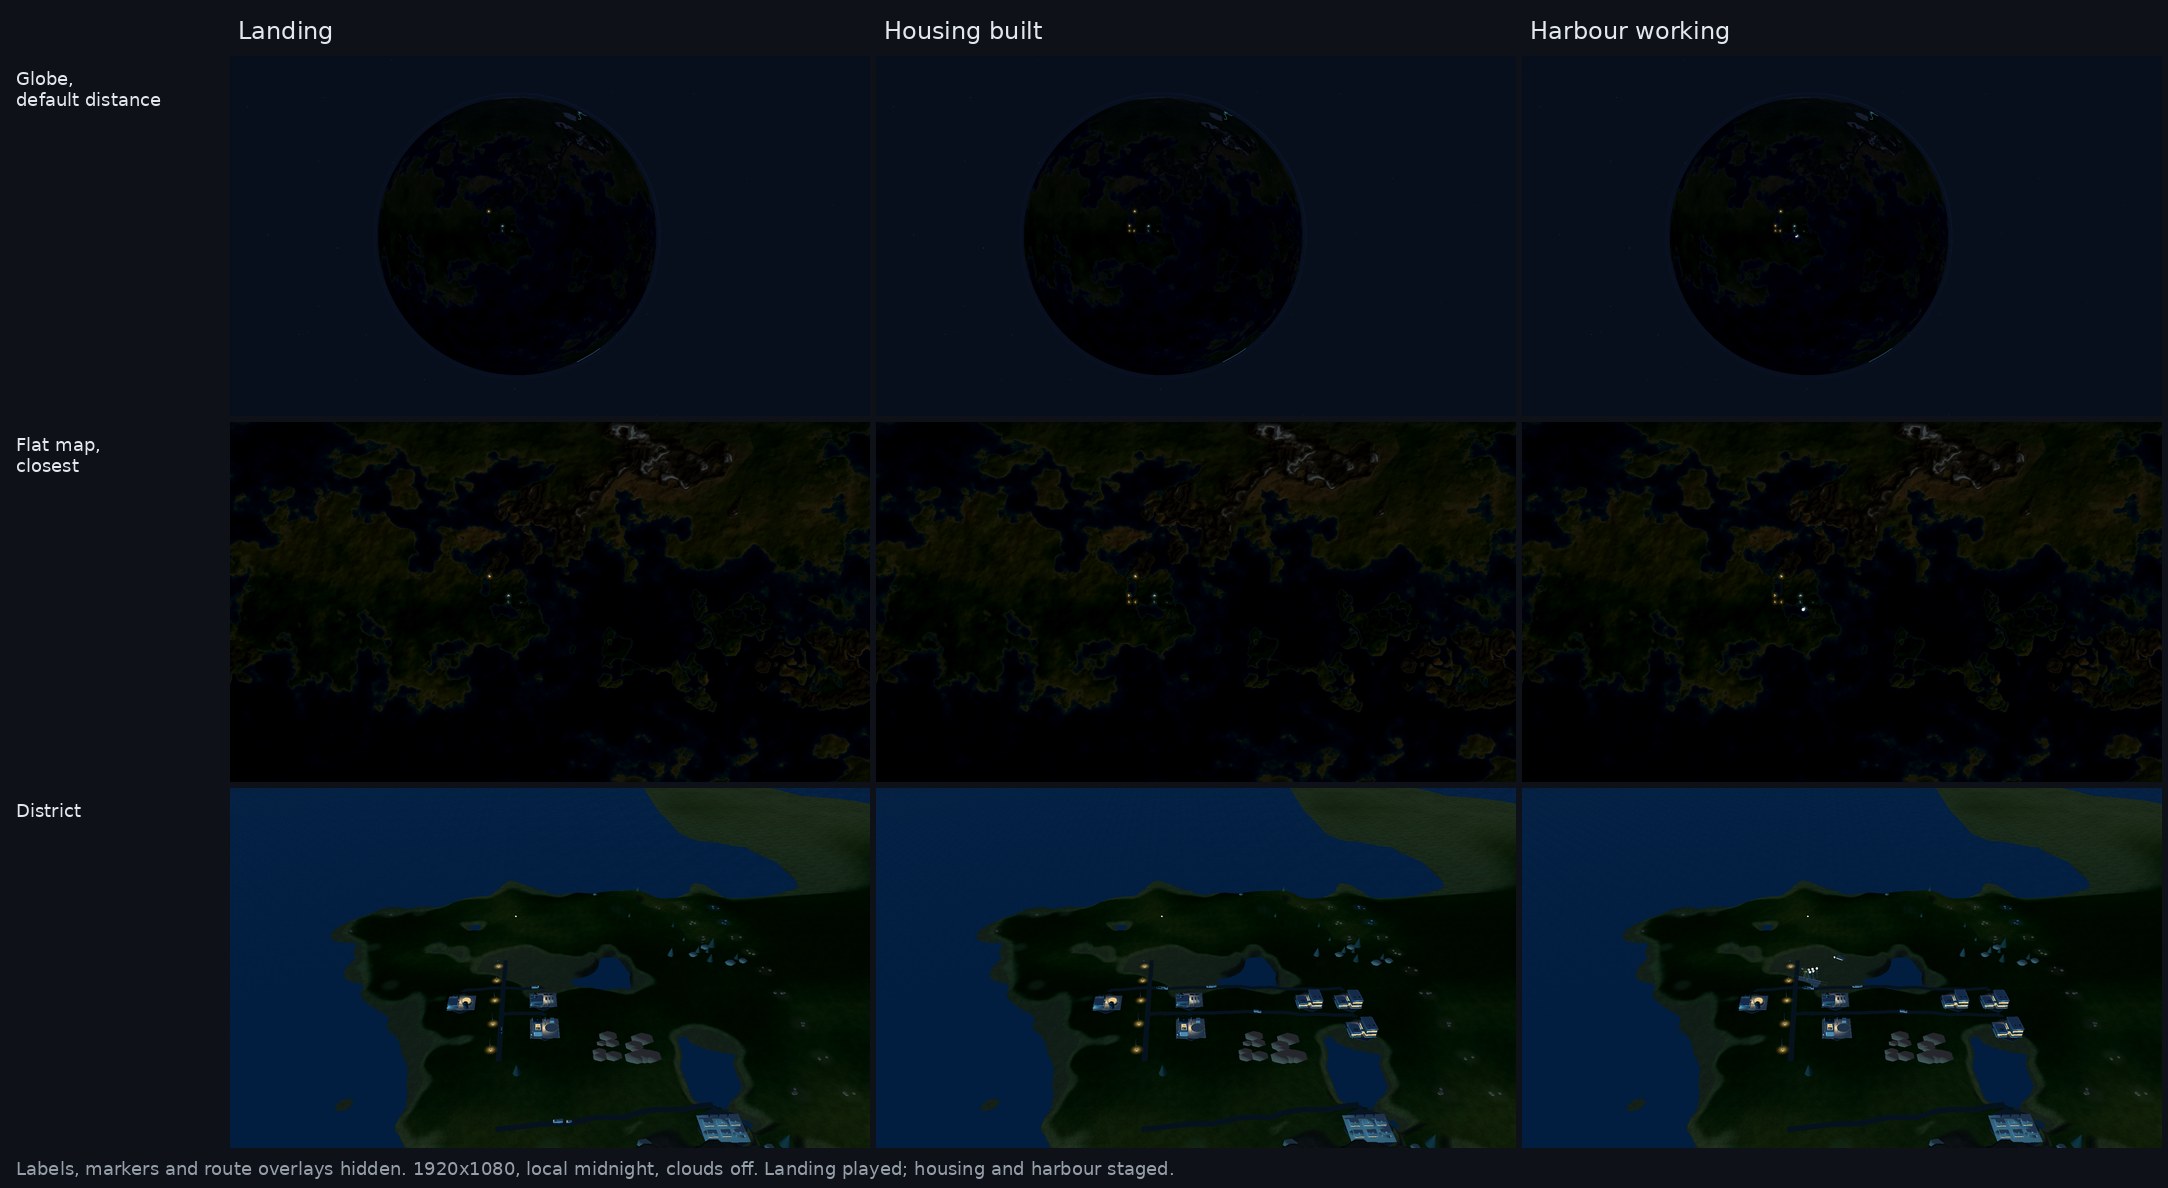 Landing
Housing built
Harbour working
Globe,
default distance
Flat map,
closest
District
Labels, markers and route overlays hidden. 1920x1080, local midnight, clouds off. Landing played; housing and harbour staged.